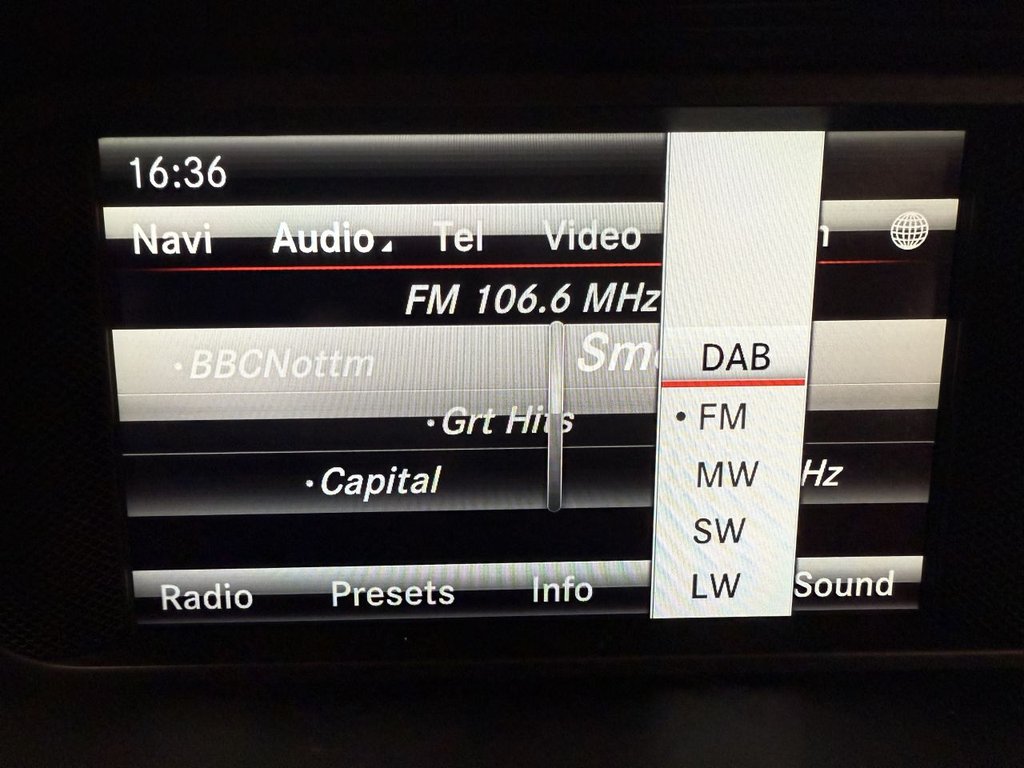 16:36
Navi Audio Tel Video
FM 106.6 MHz
•BBCNottm
DAB
•Grt Hits
• FM
•Capital
MW
Hz
SW
LW
Radio Presets Info Sound